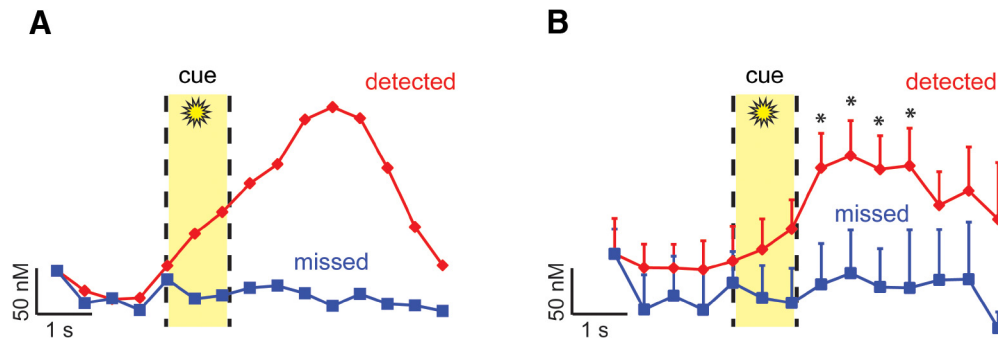 A
cue
detected
missed
50 nM
1 s
B
cue
detected
* * * *
missed
50 nM
1 s